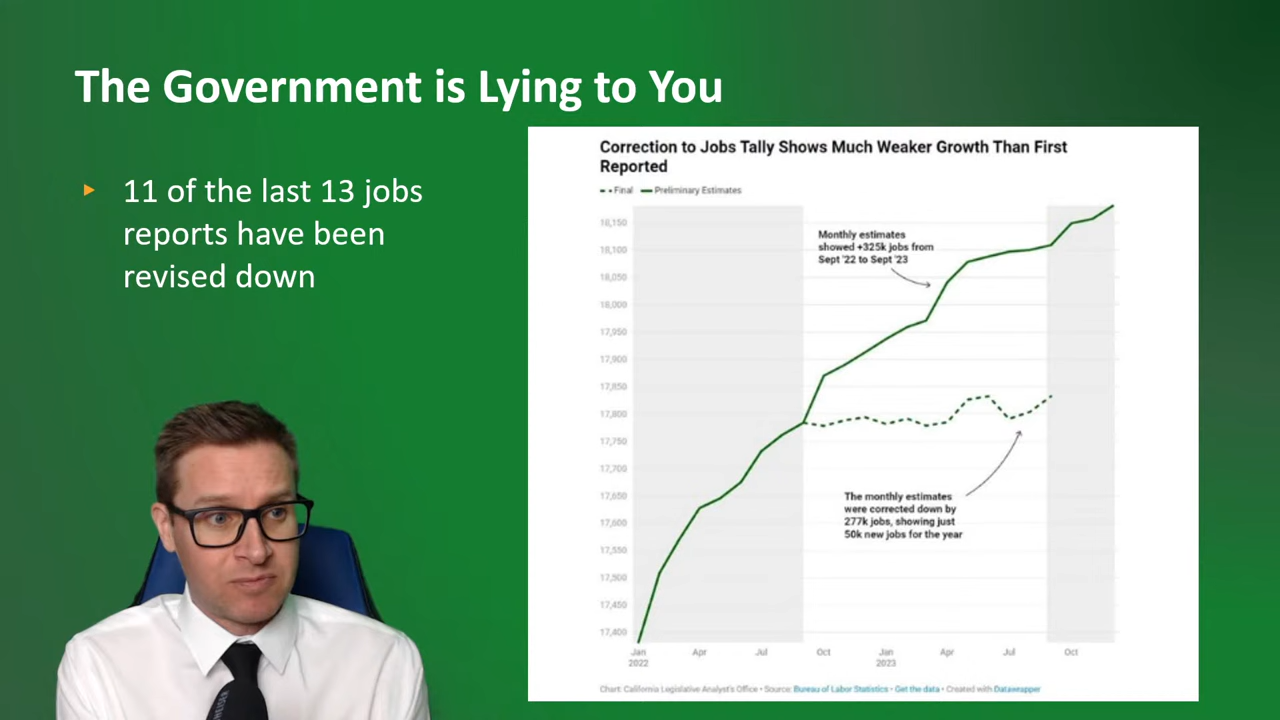 The Government is Lying to You
11 of the last 13 jobs
reports have been
revised down
Correction to Jobs Tally Shows Much Weaker Growth Than First
Reported
Final Preliminary Estimates
18,150
18,100
18,050
18,000
17,950
17,900
17,850
17,800
17,750
17,700
17,650
17,600
17,550
17,500
17,450
17,400
Monthly estimates
showed +325k jobs from
Sept '22 to Sept '23
The monthly estimates
were corrected down by
277k jobs, showing just
50k new jobs for the year
Jan Apr Jul Oct Jan Apr Jul Oct
2022 2023
Chart: California Legislative Analyst's Office • Source: Bureau of Labor Statistics • Get the data • Created with Datawrapper